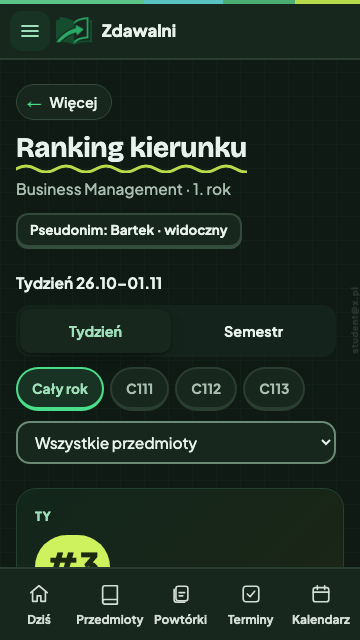 Zdawalni
← Więcej
Ranking kierunku
Business Management · 1. rok
Pseudonim: Bartek · widoczny
Tydzień 26.10–01.11
Tydzień
Semestr
Cały rok
C111
C112
C113
Wszystkie przedmioty
TY
#3
Dziś
Przedmioty
Powtórki
Terminy
Kalendarz